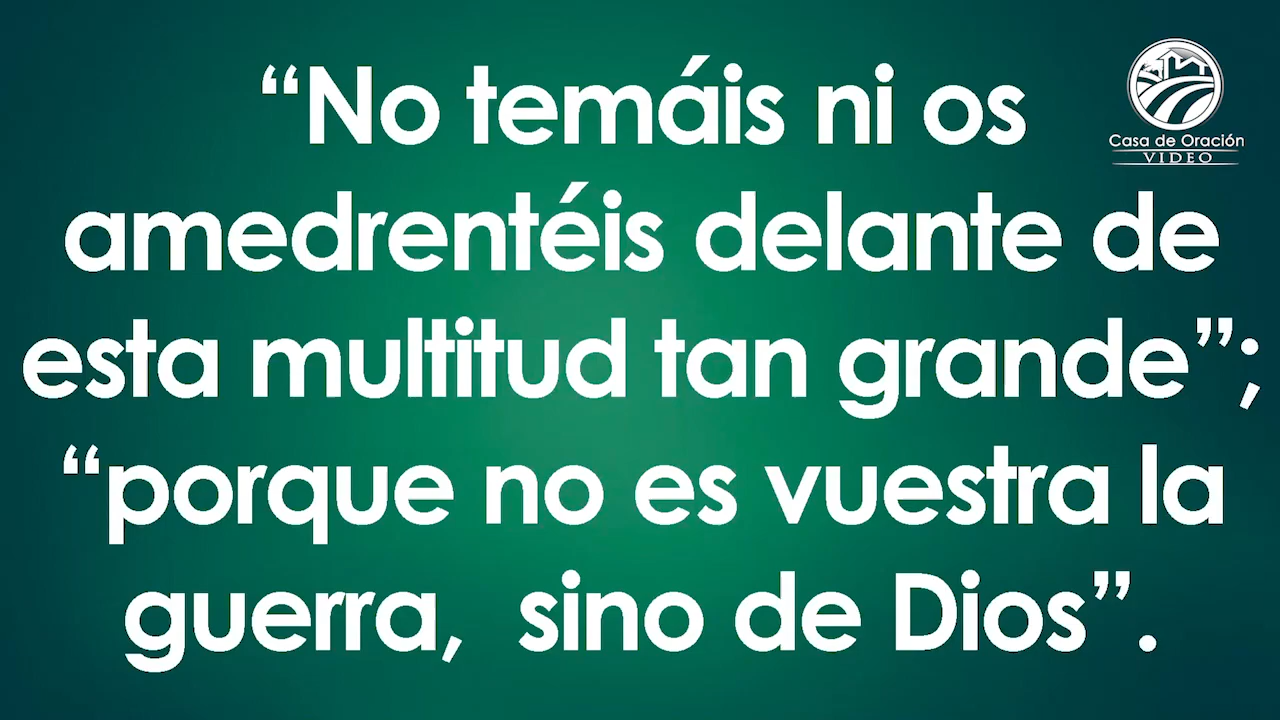 “No temáis ni os
amedrentéis delante de
esta multitud tan grande”;
“porque no es vuestra la
guerra,  sino de Dios”.
Casa de Oración
VIDEO